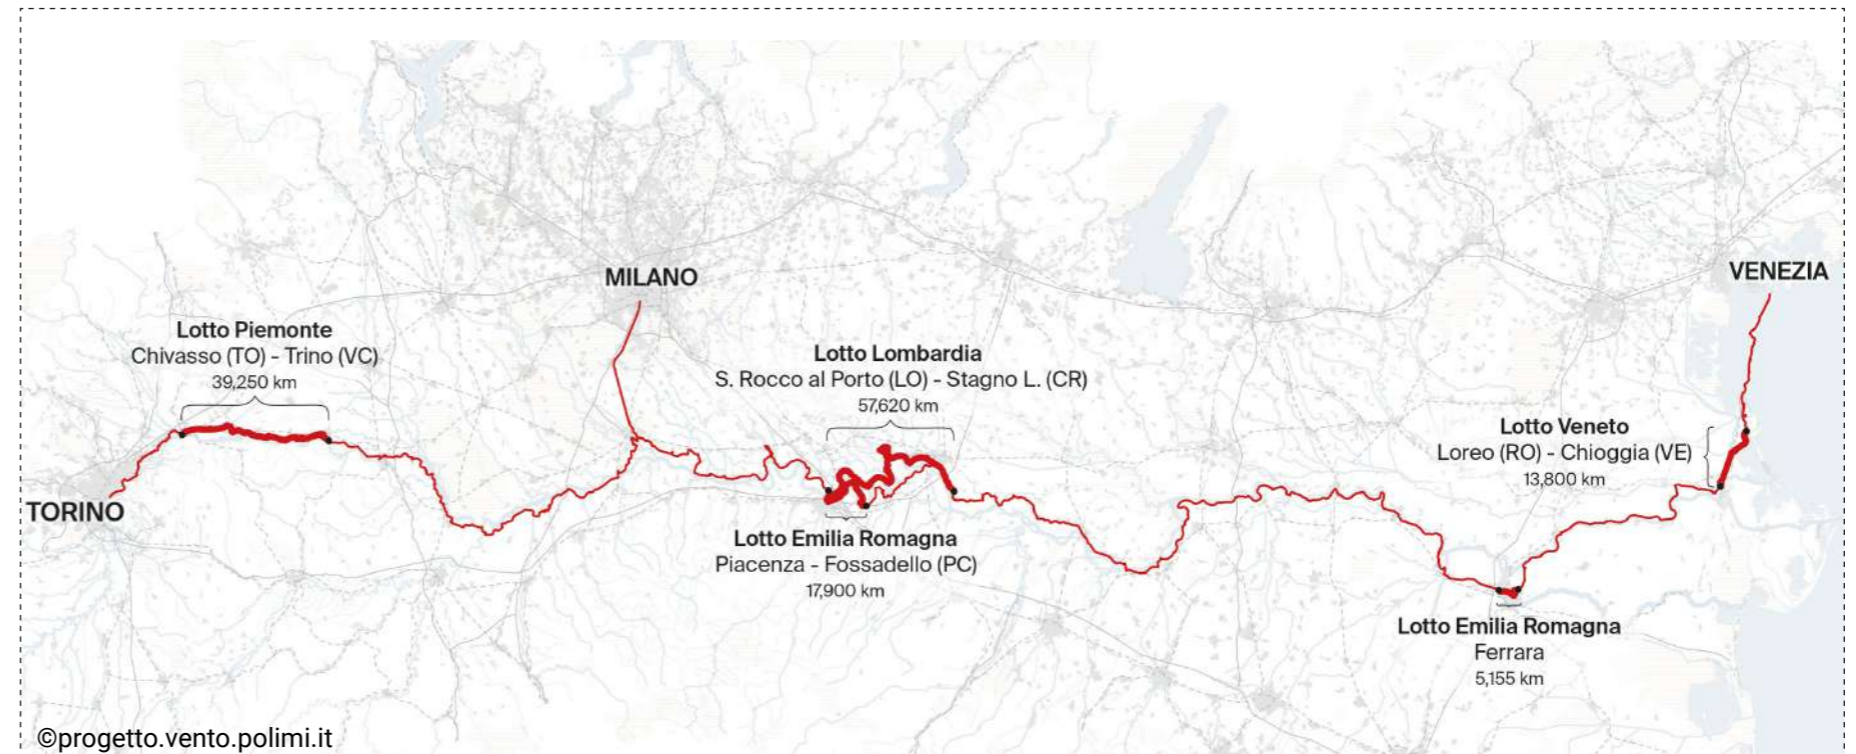 MILANO
VENEZIA
Lotto Piemonte
Chivasso (TO) - Trino (VC)
39,250 km
Lotto Lombardia
S. Rocco al Porto (LO) - Stagno L. (CR)
57,620 km
Lotto Veneto
Loreo (RO) - Chioggia (VE)
13,800 km
TORINO
Lotto Emilia Romagna
Piacenza - Fossadello (PC)
17,900 km
Lotto Emilia Romagna
Ferrara
5,155 km
©progetto.vento.polimi.it